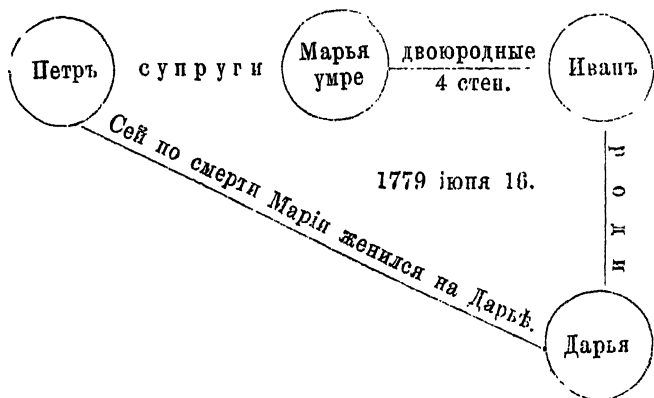 Петръ
супруги
Марья
умре
двоюродные
4 степ.
Иванъ
Сей по смерти Маріи женился на Дарьѣ.
1779 іюня 16.
роди
Дарья